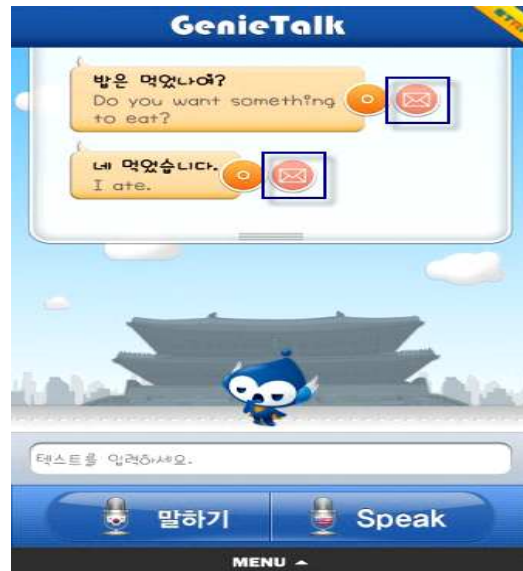 GenieTalk
밥은 먹었나여?
Do you want something
to eat?
네 먹었습니다.
I ate.
텍스트를 입력하세요.
말하기
Speak
MENU